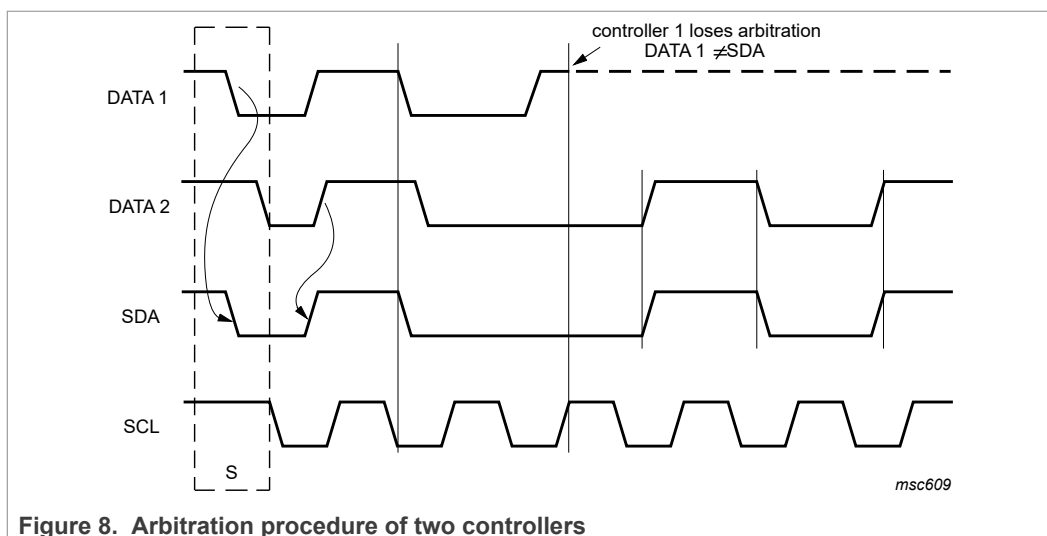 controller 1 loses arbitration
DATA 1 ≠SDA
DATA 1
DATA 2
SDA
SCL
S
msc609
Figure 8. Arbitration procedure of two controllers